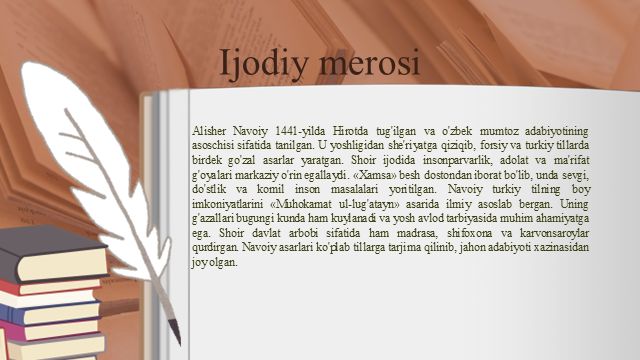 Ijodiy merosi
Alisher Navoiy 1441-yilda Hirotda tug'ilgan va o'zbek mumtoz adabiyotining
asoschisi sifatida tanilgan. U yoshligidan she'riyatga qiziqib, forsiy va turkiy tillarda
birdek go'zal asarlar yaratgan. Shoir ijodida insonparvarlik, adolat va ma'rifat
g'oyalari markaziy o'rin egallaydi. «Xamsa» besh dostondan iborat bo'lib, unda sevgi,
do'stlik va komil inson masalalari yoritilgan. Navoiy turkiy tilning boy
imkoniyatlarini «Muhokamat ul-lug'atayn» asarida ilmiy asoslab bergan. Uning
g'azallari bugungi kunda ham kuylanadi va yosh avlod tarbiyasida muhim ahamiyatga
ega. Shoir davlat arbobi sifatida ham madrasa, shifoxona va karvonsaroylar
qurdirgan. Navoiy asarlari ko'plab tillarga tarjima qilinib, jahon adabiyoti xazinasidan
joy olgan.